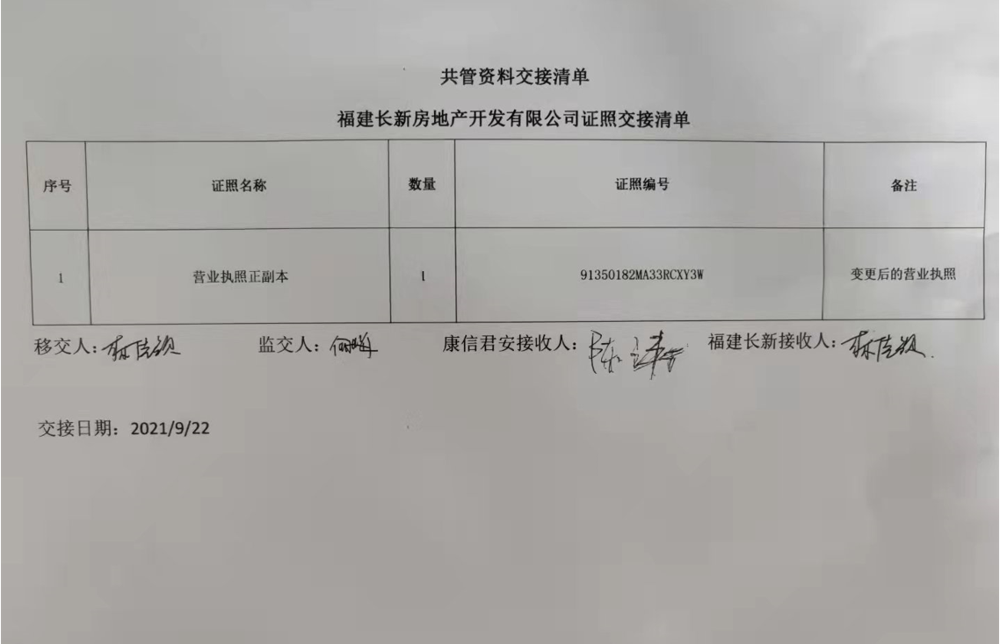 共管资料交接清单
福建长新房地产开发有限公司证照交接清单
序号 证照名称 数量 证照编号 备注
1 营业执照正副本 1 91350182MA33RCXY3W 变更后的营业执照
移交人: 监交人: 康信君安接收人: 福建长新接收人:
交接日期：2021/9/22